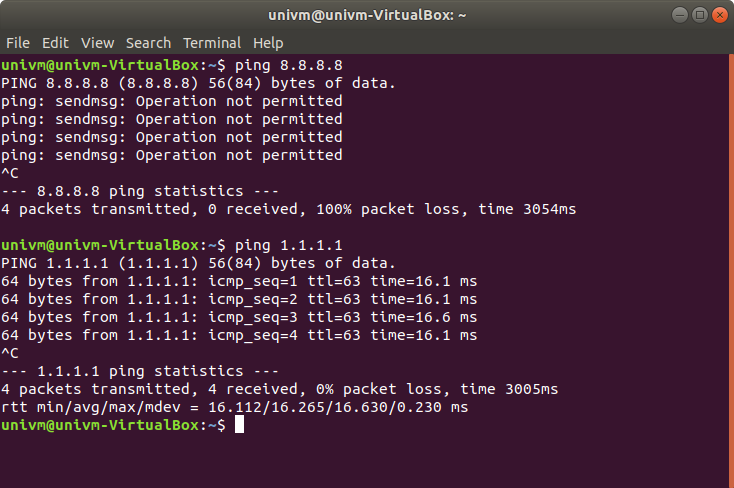 univm@univm-VirtualBox: ~
File Edit View Search Terminal Help
univm@univm-VirtualBox:~$ ping 8.8.8.8
PING 8.8.8.8 (8.8.8.8) 56(84) bytes of data.
ping: sendmsg: Operation not permitted
ping: sendmsg: Operation not permitted
ping: sendmsg: Operation not permitted
ping: sendmsg: Operation not permitted
^C
--- 8.8.8.8 ping statistics ---
4 packets transmitted, 0 received, 100% packet loss, time 3054ms

univm@univm-VirtualBox:~$ ping 1.1.1.1
PING 1.1.1.1 (1.1.1.1) 56(84) bytes of data.
64 bytes from 1.1.1.1: icmp_seq=1 ttl=63 time=16.1 ms
64 bytes from 1.1.1.1: icmp_seq=2 ttl=63 time=16.1 ms
64 bytes from 1.1.1.1: icmp_seq=3 ttl=63 time=16.6 ms
64 bytes from 1.1.1.1: icmp_seq=4 ttl=63 time=16.1 ms
^C
--- 1.1.1.1 ping statistics ---
4 packets transmitted, 4 received, 0% packet loss, time 3005ms
rtt min/avg/max/mdev = 16.112/16.265/16.630/0.230 ms
univm@univm-VirtualBox:~$